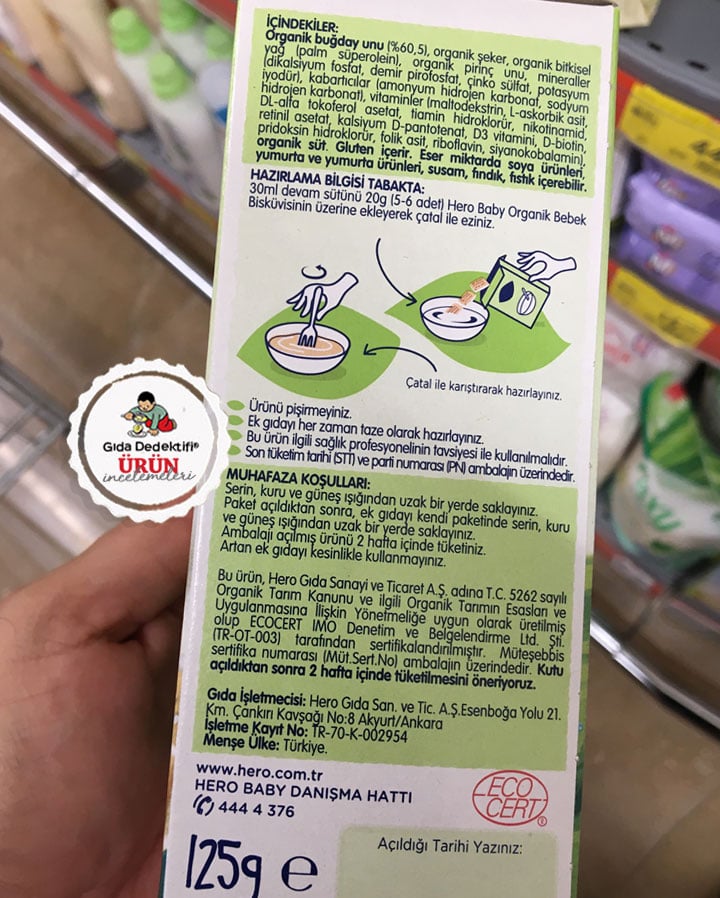 İÇİNDEKİLER:
Organik buğday unu (%60,5), organik şeker, organik bitkisel
yağ (palm süperolein), organik pirinç unu, mineraller
(dikalsiyum fosfat, demir pirofosfat, çinko sülfat, potasyum
iyodür), kabartıcılar (amonyum hidrojen karbonat, sodyum
hidrojen karbonat), vitaminler (maltodekstrin, L-askorbik asit,
DL-alfa tokoferol asetat, tiamin hidroklorür, nikotinamid,
retinil asetat, kalsiyum D-pantotenat, D3 vitamini, D-biotin,
pridoksin hidroklorür, folik asit, riboflavin, siyanokobalamin),
organik süt. Gluten içerir. Eser miktarda soya ürünleri,
yumurta ve yumurta ürünleri, susam, fındık, fıstık içerebilir.
HAZIRLAMA BİLGİSİ TABAKTA:
30ml devam sütünü 20g (5-6 adet) Hero Baby Organik Bebek
Bisküvisinin üzerine ekleyerek çatal ile eziniz.
Çatal ile karıştırarak hazırlayınız.
Ürünü pişirmeyiniz.
Ek gıdayı her zaman taze olarak hazırlayınız.
Bu ürün ilgili sağlık profesyonelinin tavsiyesi ile kullanılmalıdır.
Son tüketim tarihi (STT) ve parti numarası (PN) ambalajın üzerindedir.
Gıda Dedektifi®
ÜRÜN
incelemeleri
MUHAFAZA KOŞULLARI:
Serin, kuru ve güneş ışığından uzak bir yerde saklayınız.
Paket açıldıktan sonra, ek gıdayı kendi paketinde serin, kuru
ve güneş ışığından uzak bir yerde saklayınız.
Ambalajı açılmış ürünü 2 hafta içinde tüketiniz.
Artan ek gıdayı kesinlikle kullanmayınız.
Bu ürün, Hero Gıda Sanayi ve Ticaret A.Ş. adına T.C. 5262 sayılı
Organik Tarım Kanunu ve ilgili Organik Tarımın Esasları ve
Uygulanmasına İlişkin Yönetmeliğe uygun olarak üretilmiş
olup ECOCERT IMO Denetim ve Belgelendirme Ltd. Şti.
(TR-OT-003) tarafından sertifikalandırılmıştır. Müteşebbis
sertifika numarası (Müt.Sert.No) ambalajın üzerindedir. Kutu
açıldıktan sonra 2 hafta içinde tüketilmesini öneriyoruz.
Gıda İşletmecisi: Hero Gıda San. ve Tic. A.Ş.Esenboğa Yolu 21.
Km. Çankırı Kavşağı No:8 Akyurt/Ankara
İşletme Kayıt No: TR-70-K-002954
Menşe Ülke: Türkiye.
www.hero.com.tr
HERO BABY DANIŞMA HATTI
444 4 376
ECO
CERT®
125g e
Açıldığı Tarihi Yazınız: